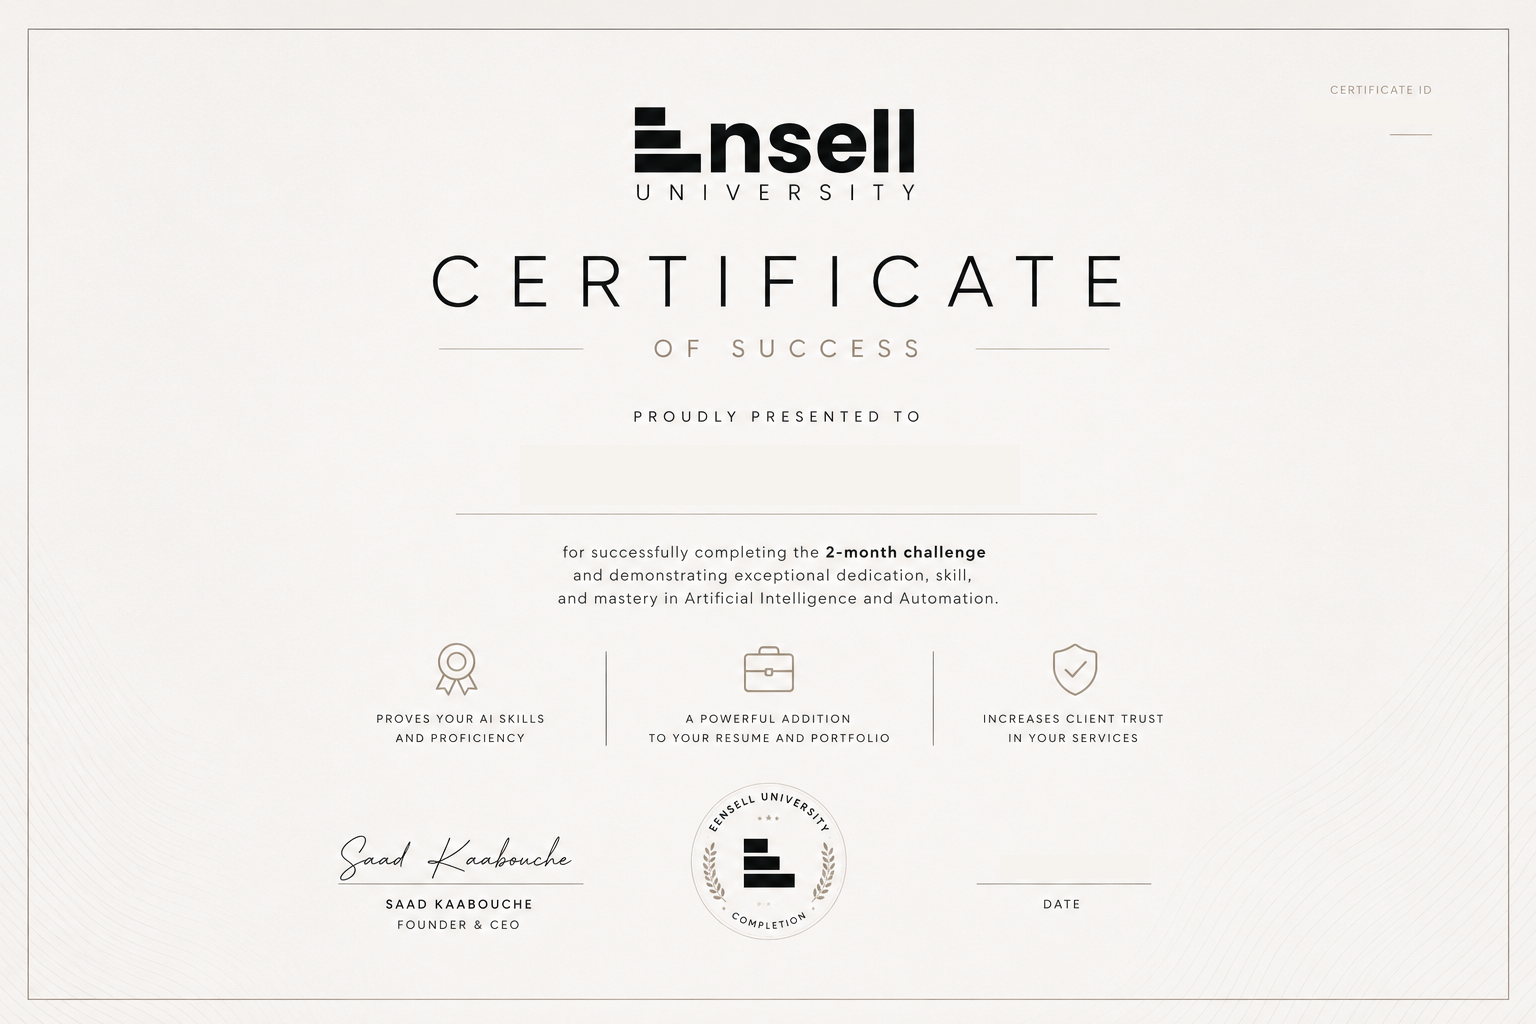 CERTIFICATE ID
Ensell
UNIVERSITY
CERTIFICATE
OF SUCCESS
PROUDLY PRESENTED TO
for successfully completing the 2-month challenge
and demonstrating exceptional dedication, skill,
and mastery in Artificial Intelligence and Automation.
PROVES YOUR AI SKILLS
AND PROFICIENCY
A POWERFUL ADDITION
TO YOUR RESUME AND PORTFOLIO
INCREASES CLIENT TRUST
IN YOUR SERVICES
Saad Kaabouche
SAAD KAABOUCHE
FOUNDER & CEO
EENSELL UNIVERSITY
COMPLETION
DATE